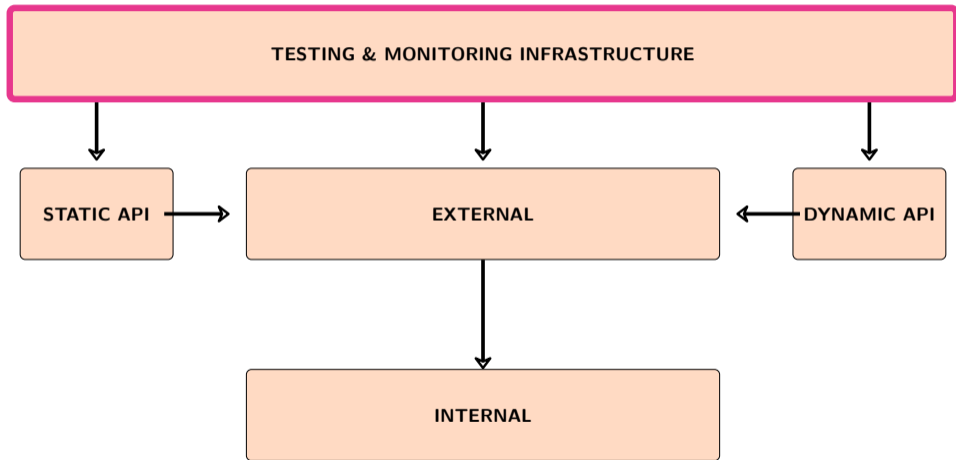 TESTING & MONITORING INFRASTRUCTURE
STATIC API
EXTERNAL
DYNAMIC API
INTERNAL